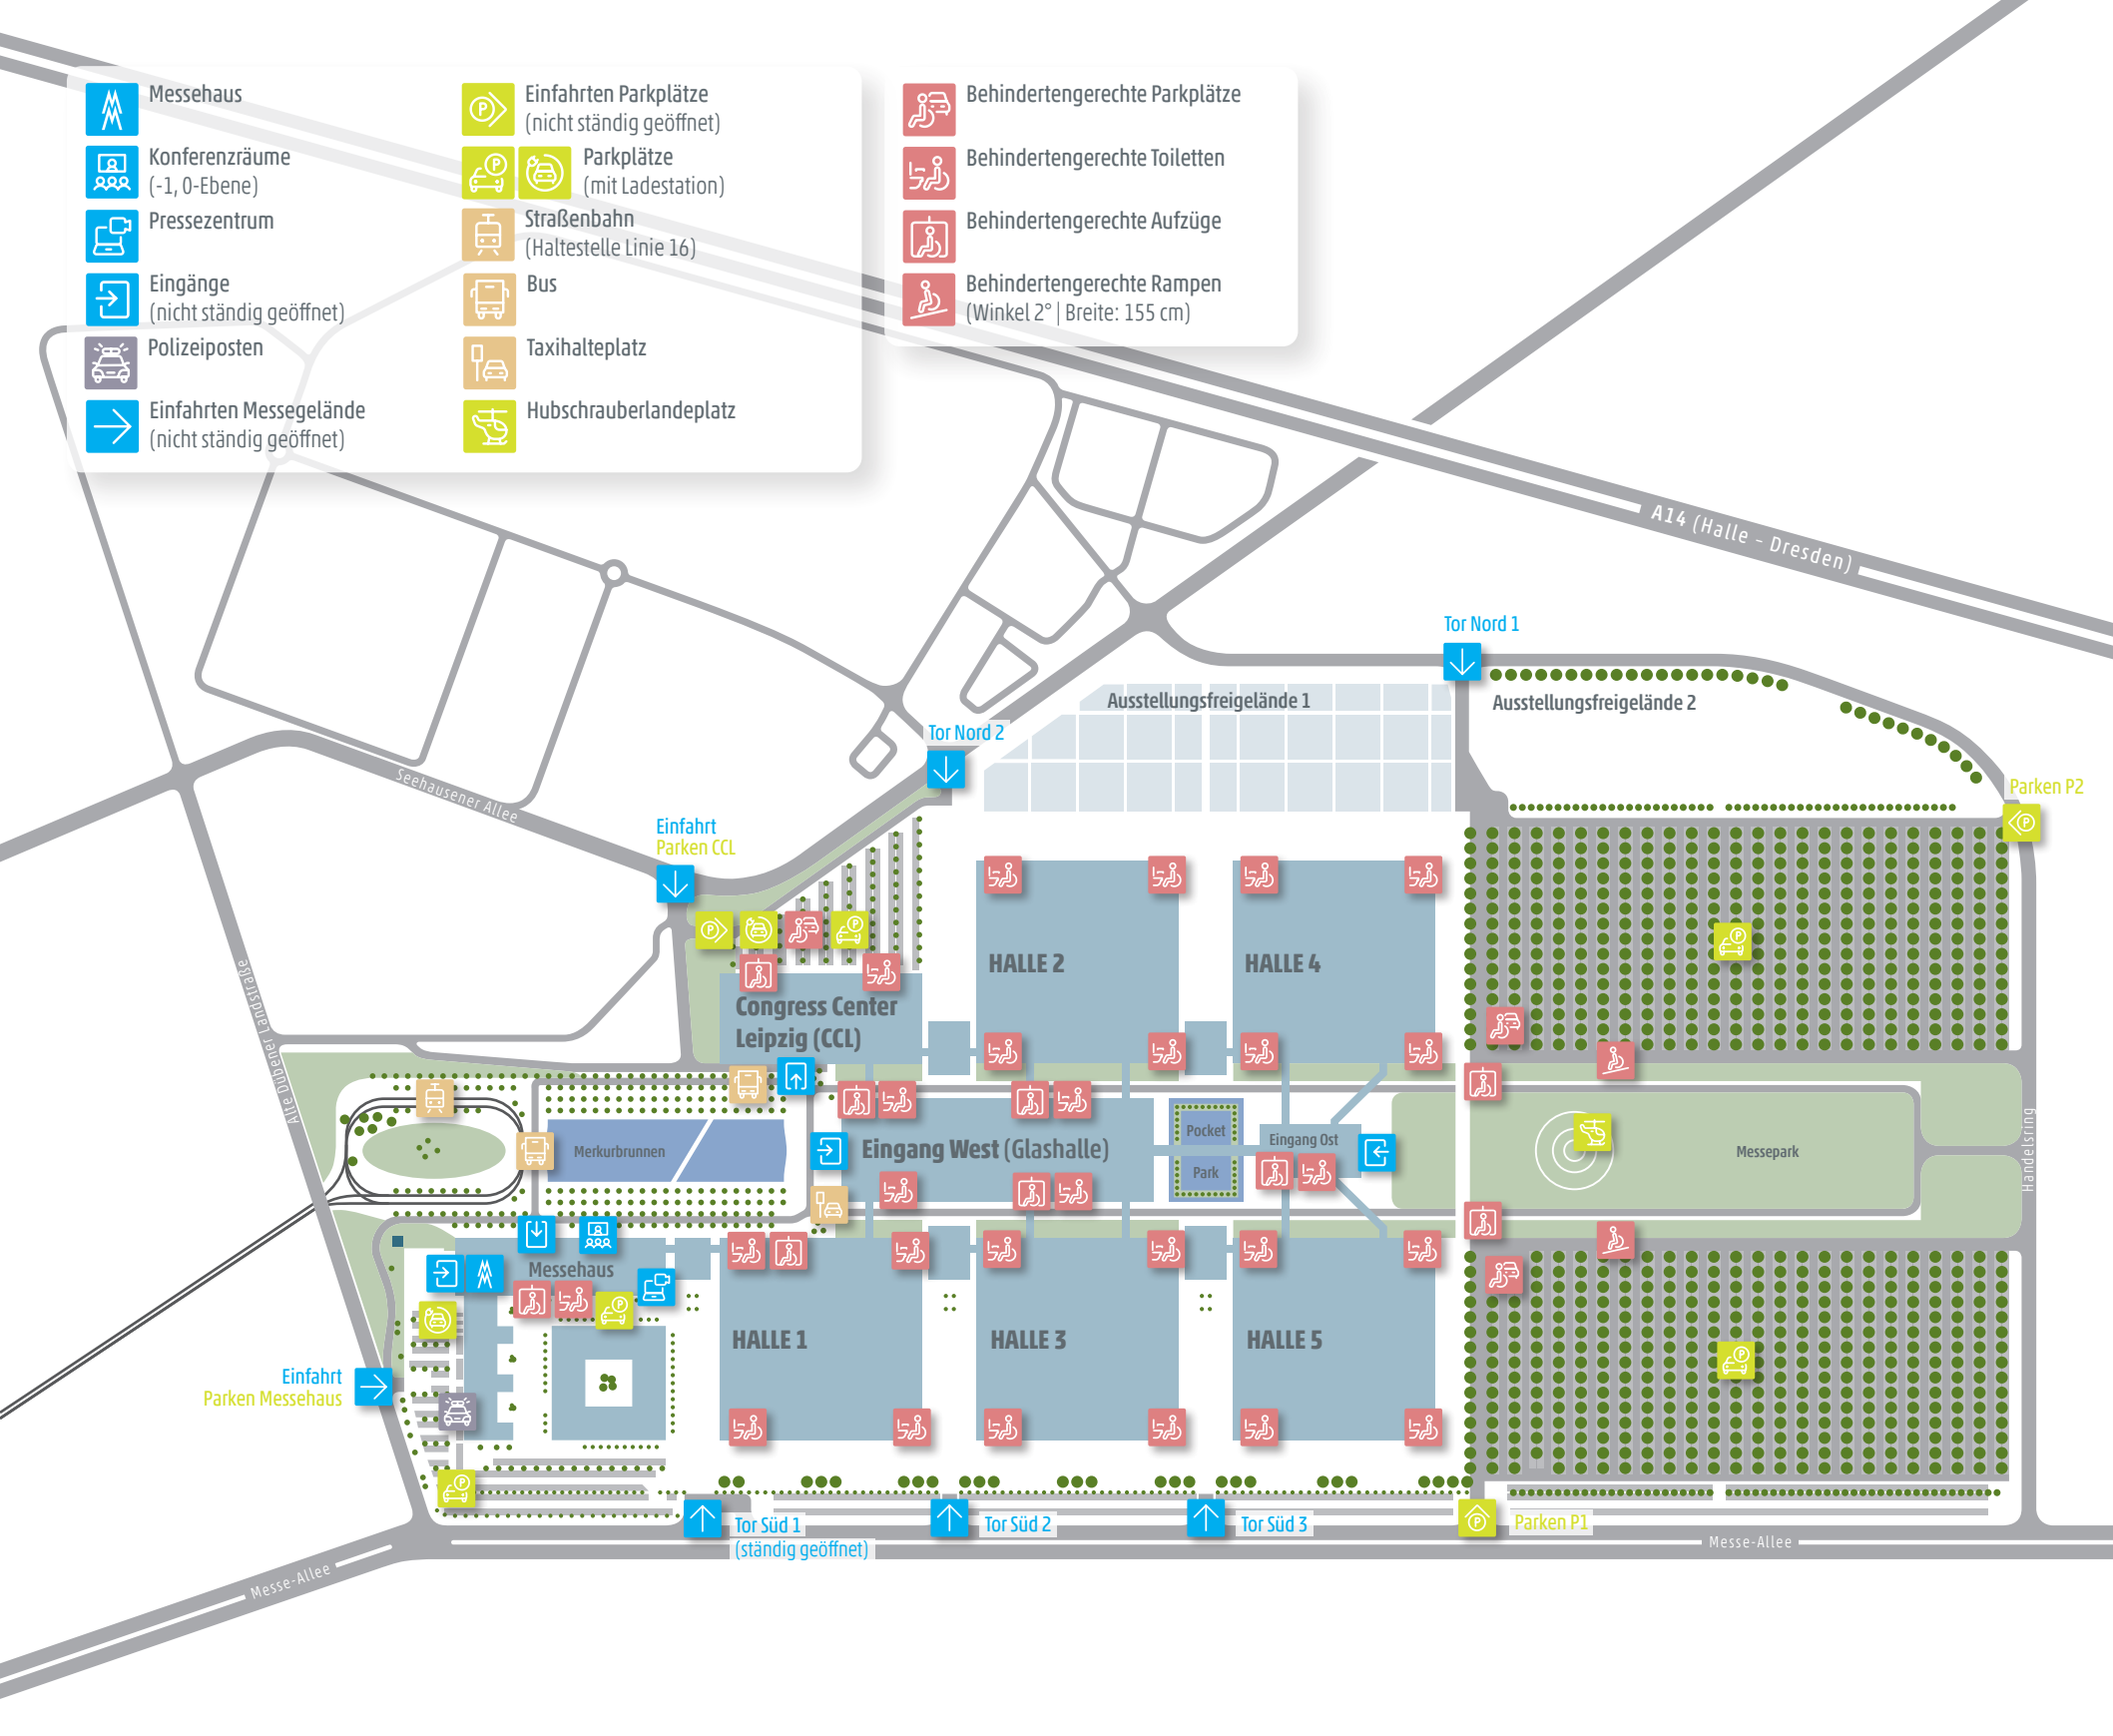 Messehaus
Konferenzräume
(-1, 0-Ebene)
Pressezentrum
Eingänge
(nicht ständig geöffnet)
Polizeiposten
Einfahrten Messegelände
(nicht ständig geöffnet)
Einfahrten Parkplätze
(nicht ständig geöffnet)
Parkplätze
(mit Ladestation)
Straßenbahn
(Haltestelle Linie 16)
Bus
Taxihalteplatz
Hubschrauberlandeplatz
Behindertengerechte Parkplätze
Behindertengerechte Toiletten
Behindertengerechte Aufzüge
Behindertengerechte Rampen
(Winkel 2° | Breite: 155 cm)
A14 (Halle – Dresden)
Tor Nord 1
Ausstellungsfreigelände 1
Ausstellungsfreigelände 2
Tor Nord 2
Seehausener Allee
Parken P2
Einfahrt
Parken CCL
HALLE 2
HALLE 4
Congress Center
Leipzig (CCL)
Alte Dübener Landstraße
Merkurbrunnen
Eingang West (Glashalle)
Pocket
Park
Eingang Ost
Messepark
Handelsring
Messehaus
HALLE 1
HALLE 3
HALLE 5
Einfahrt
Parken Messehaus
Tor Süd 1
(ständig geöffnet)
Tor Süd 2
Tor Süd 3
Parken P1
Messe-Allee
Messe-Allee